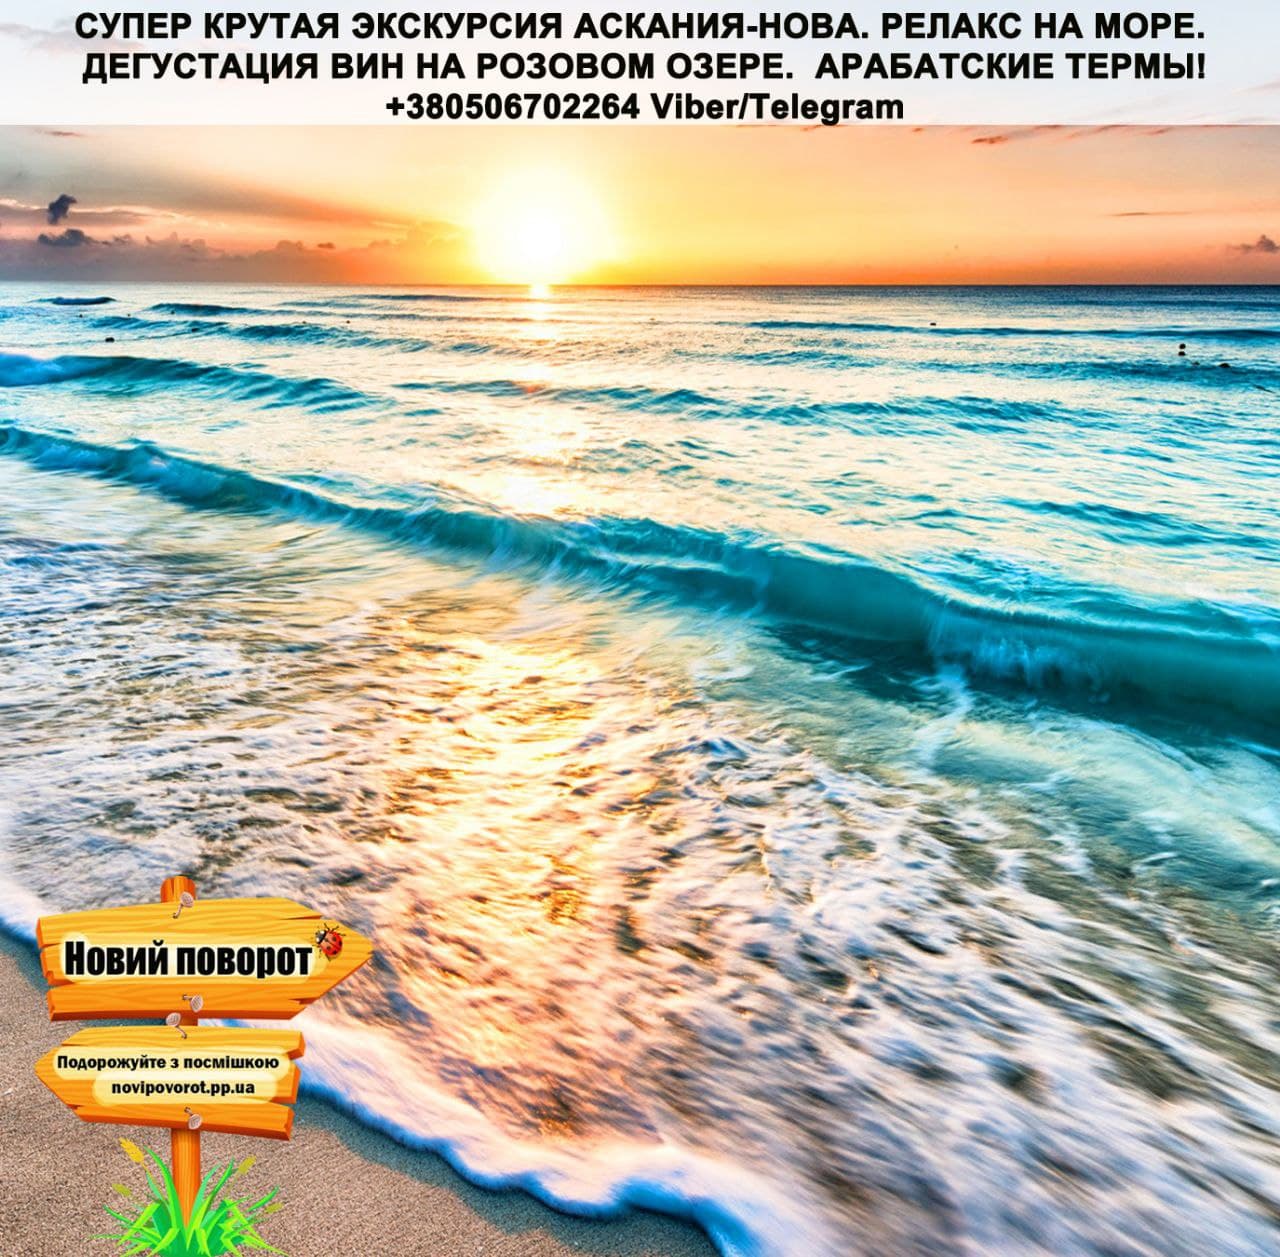 СУПЕР КРУТАЯ ЭКСКУРСИЯ АСКАНИЯ-НОВА. РЕЛАКС НА МОРЕ.
ДЕГУСТАЦИЯ ВИН НА РОЗОВОМ ОЗЕРЕ. АРАБАТСКИЕ ТЕРМЫ!
+380506702264 Viber/Telegram
Новий поворот
Подорожуйте з посмішкою
novipovorot.pp.ua